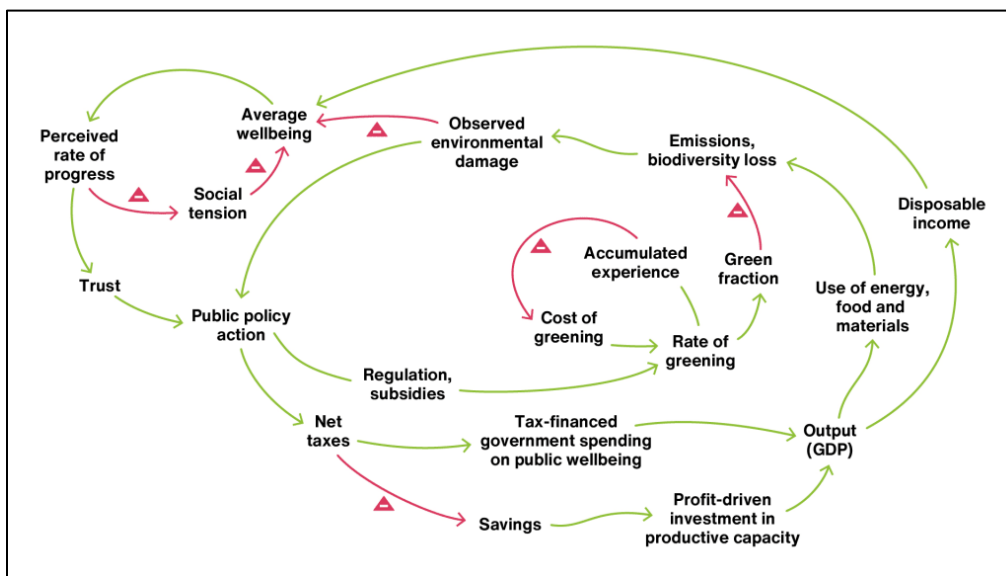 Average
wellbeing
Perceived
rate of
progress
Social
tension
Trust
Observed
environmental
damage
Emissions,
biodiversity loss
Disposable
income
Accumulated
experience
Green
fraction
Use of energy,
food and
materials
Public policy
action
Cost of
greening
Rate of
greening
Regulation,
subsidies
Net
taxes
Tax-financed
government spending
on public wellbeing
Output
(GDP)
Savings
Profit-driven
investment in
productive capacity